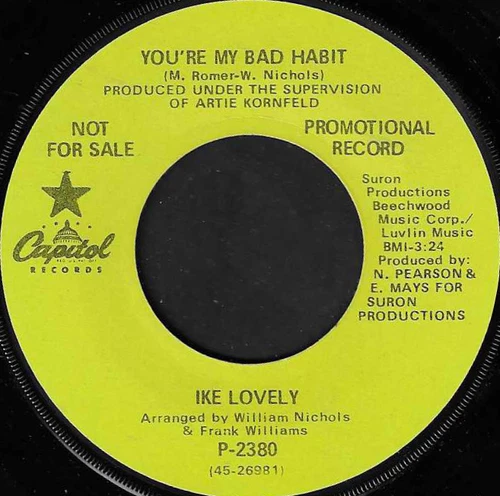 YOU'RE MY BAD HABIT
(M. Romer-W. Nichols)
PRODUCED UNDER THE SUPERVISION
OF ARTIE KORNFELD
NOT
FOR SALE
PROMOTIONAL
RECORD
Capitol
RECORDS
Suron
Productions
Beechwood
Music Corp./
Luvlin Music
BMI-3:24
Produced by:
N. PEARSON &
E. MAYS FOR
SURON
PRODUCTIONS
IKE LOVELY
Arranged by William Nichols
& Frank Williams
P-2380
(45-26981)